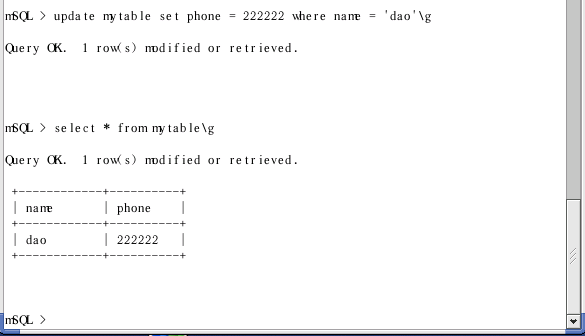 mSQL > update mytable set phone = 222222 where name = 'dao'\g
Query OK.  1 row(s) modified or retrieved.
mSQL > select * from mytable\g
Query OK.  1 row(s) modified or retrieved.
+------------+----------+
| name       | phone    |
+------------+----------+
| dao        | 222222   |
+------------+----------+
mSQL >